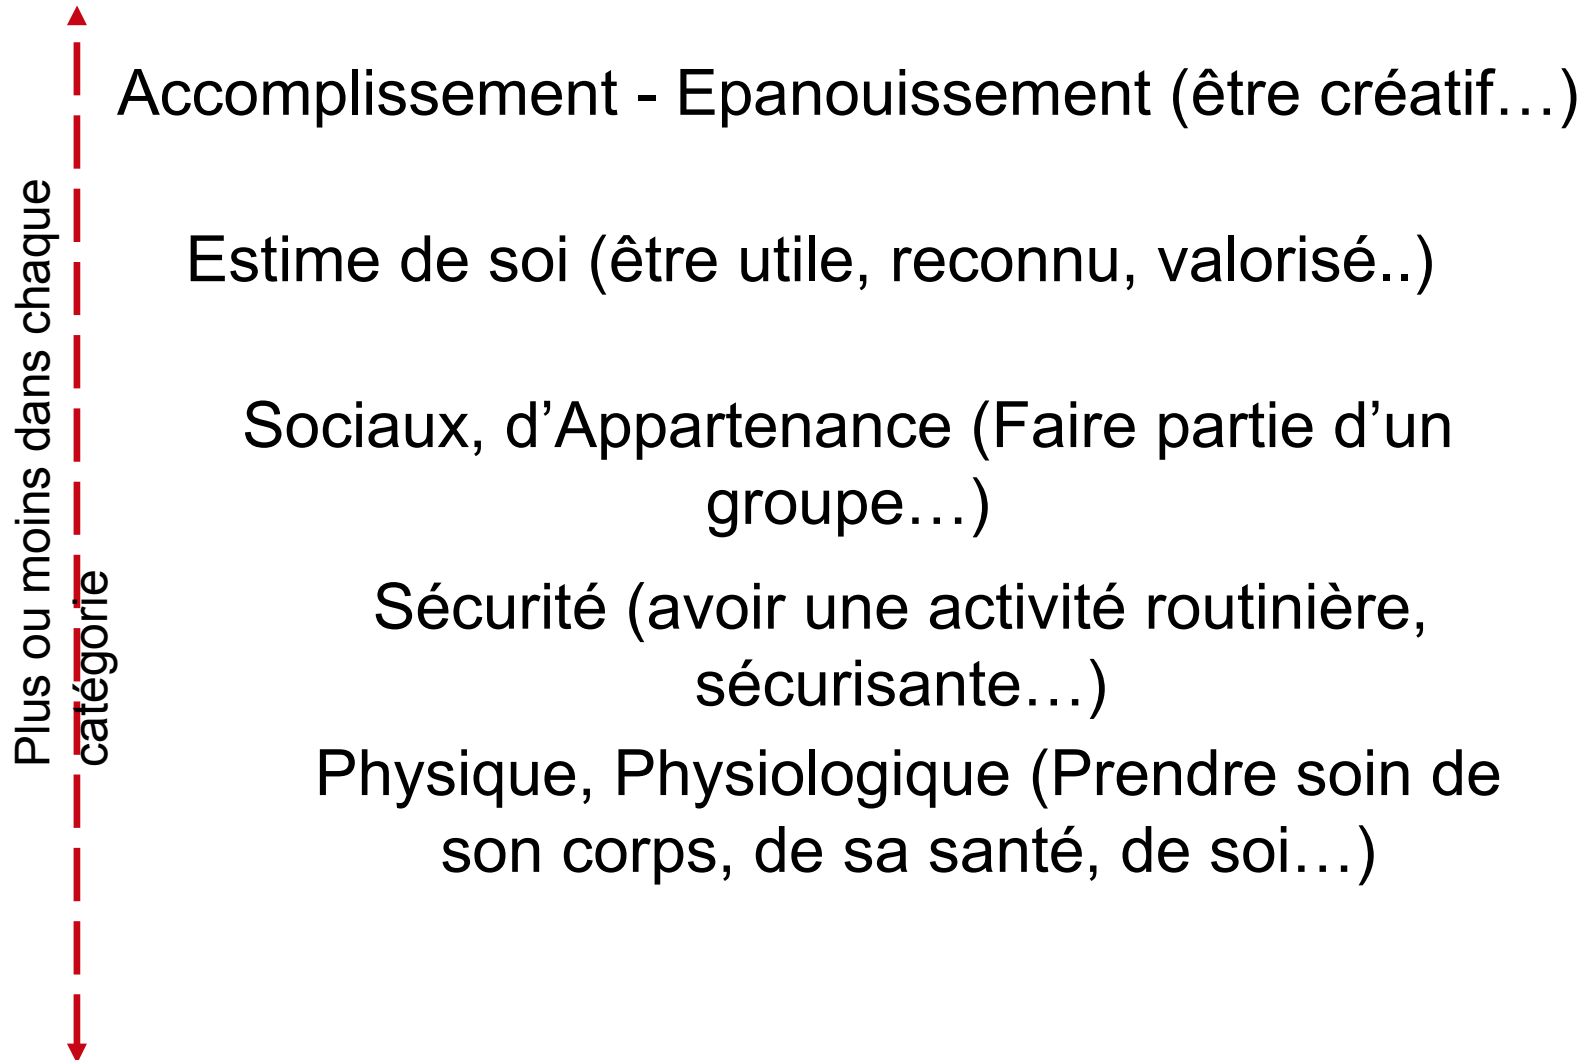 Accomplissement - Epanouissement (être créatif…)
Estime de soi (être utile, reconnu, valorisé..)
Sociaux, d’Appartenance (Faire partie d’un
groupe…)
Sécurité (avoir une activité routinière,
sécurisante…)
Physique, Physiologique (Prendre soin de
son corps, de sa santé, de soi…)
Plus ou moins dans chaque
catégorie